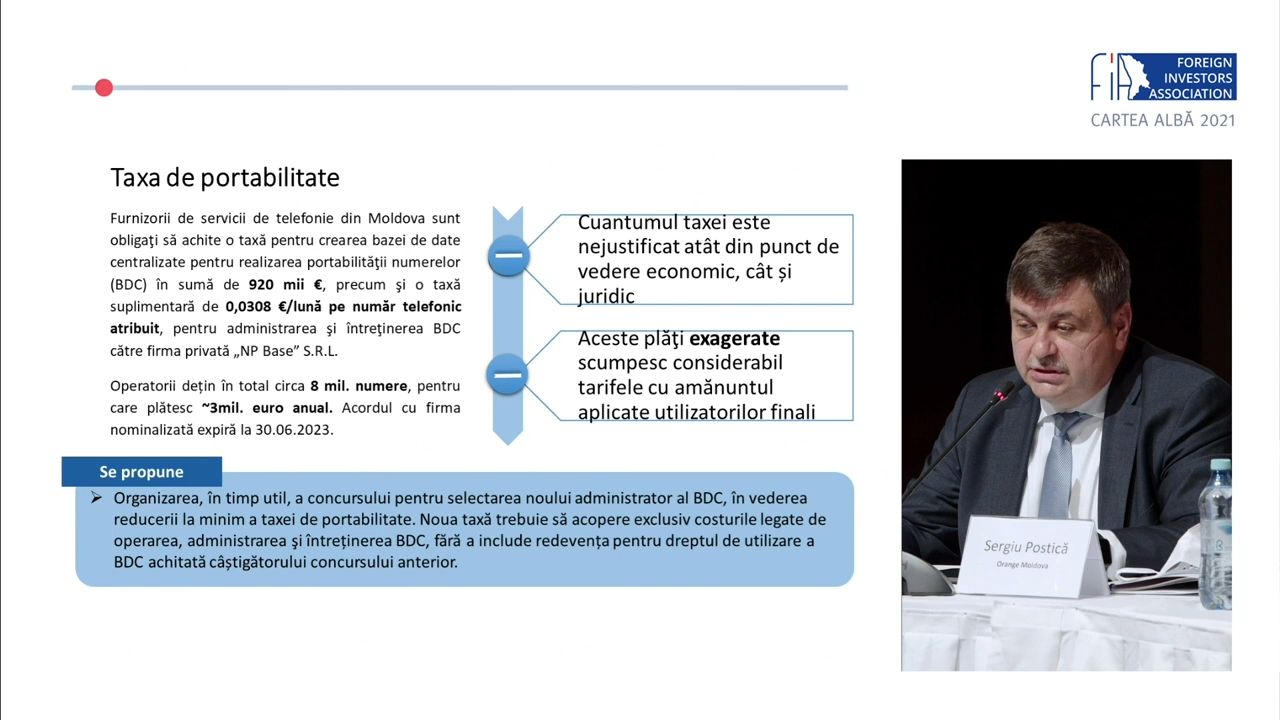 FiA
FOREIGN
INVESTORS
ASSOCIATION
CARTEA ALBĂ 2021
Taxa de portabilitate
Furnizorii de servicii de telefonie din Moldova sunt
obligaţi să achite o taxă pentru crearea bazei de date
centralizate pentru realizarea portabilităţii numerelor
(BDC) în sumă de 920 mii €, precum şi o taxă
suplimentară de 0,0308 €/lună pe număr telefonic
atribuit, pentru administrarea şi întreţinerea BDC
către firma privată „NP Base” S.R.L.
Operatorii dețin în total circa 8 mil. numere, pentru
care plătesc ~3mil. euro anual. Acordul cu firma
nominalizată expiră la 30.06.2023.
Cuantumul taxei este
nejustificat atât din punct de
vedere economic, cât și
juridic
Aceste plăţi exagerate
scumpesc considerabil
tarifele cu amănuntul
aplicate utilizatorilor finali
Se propune
➢ Organizarea, în timp util, a concursului pentru selectarea noului administrator al BDC, în vederea
reducerii la minim a taxei de portabilitate. Noua taxă trebuie să acopere exclusiv costurile legate de
operarea, administrarea şi întreținerea BDC, fără a include redevența pentru dreptul de utilizare a
BDC achitată câștigătorului concursului anterior.
Sergiu Postică
Orange Moldova